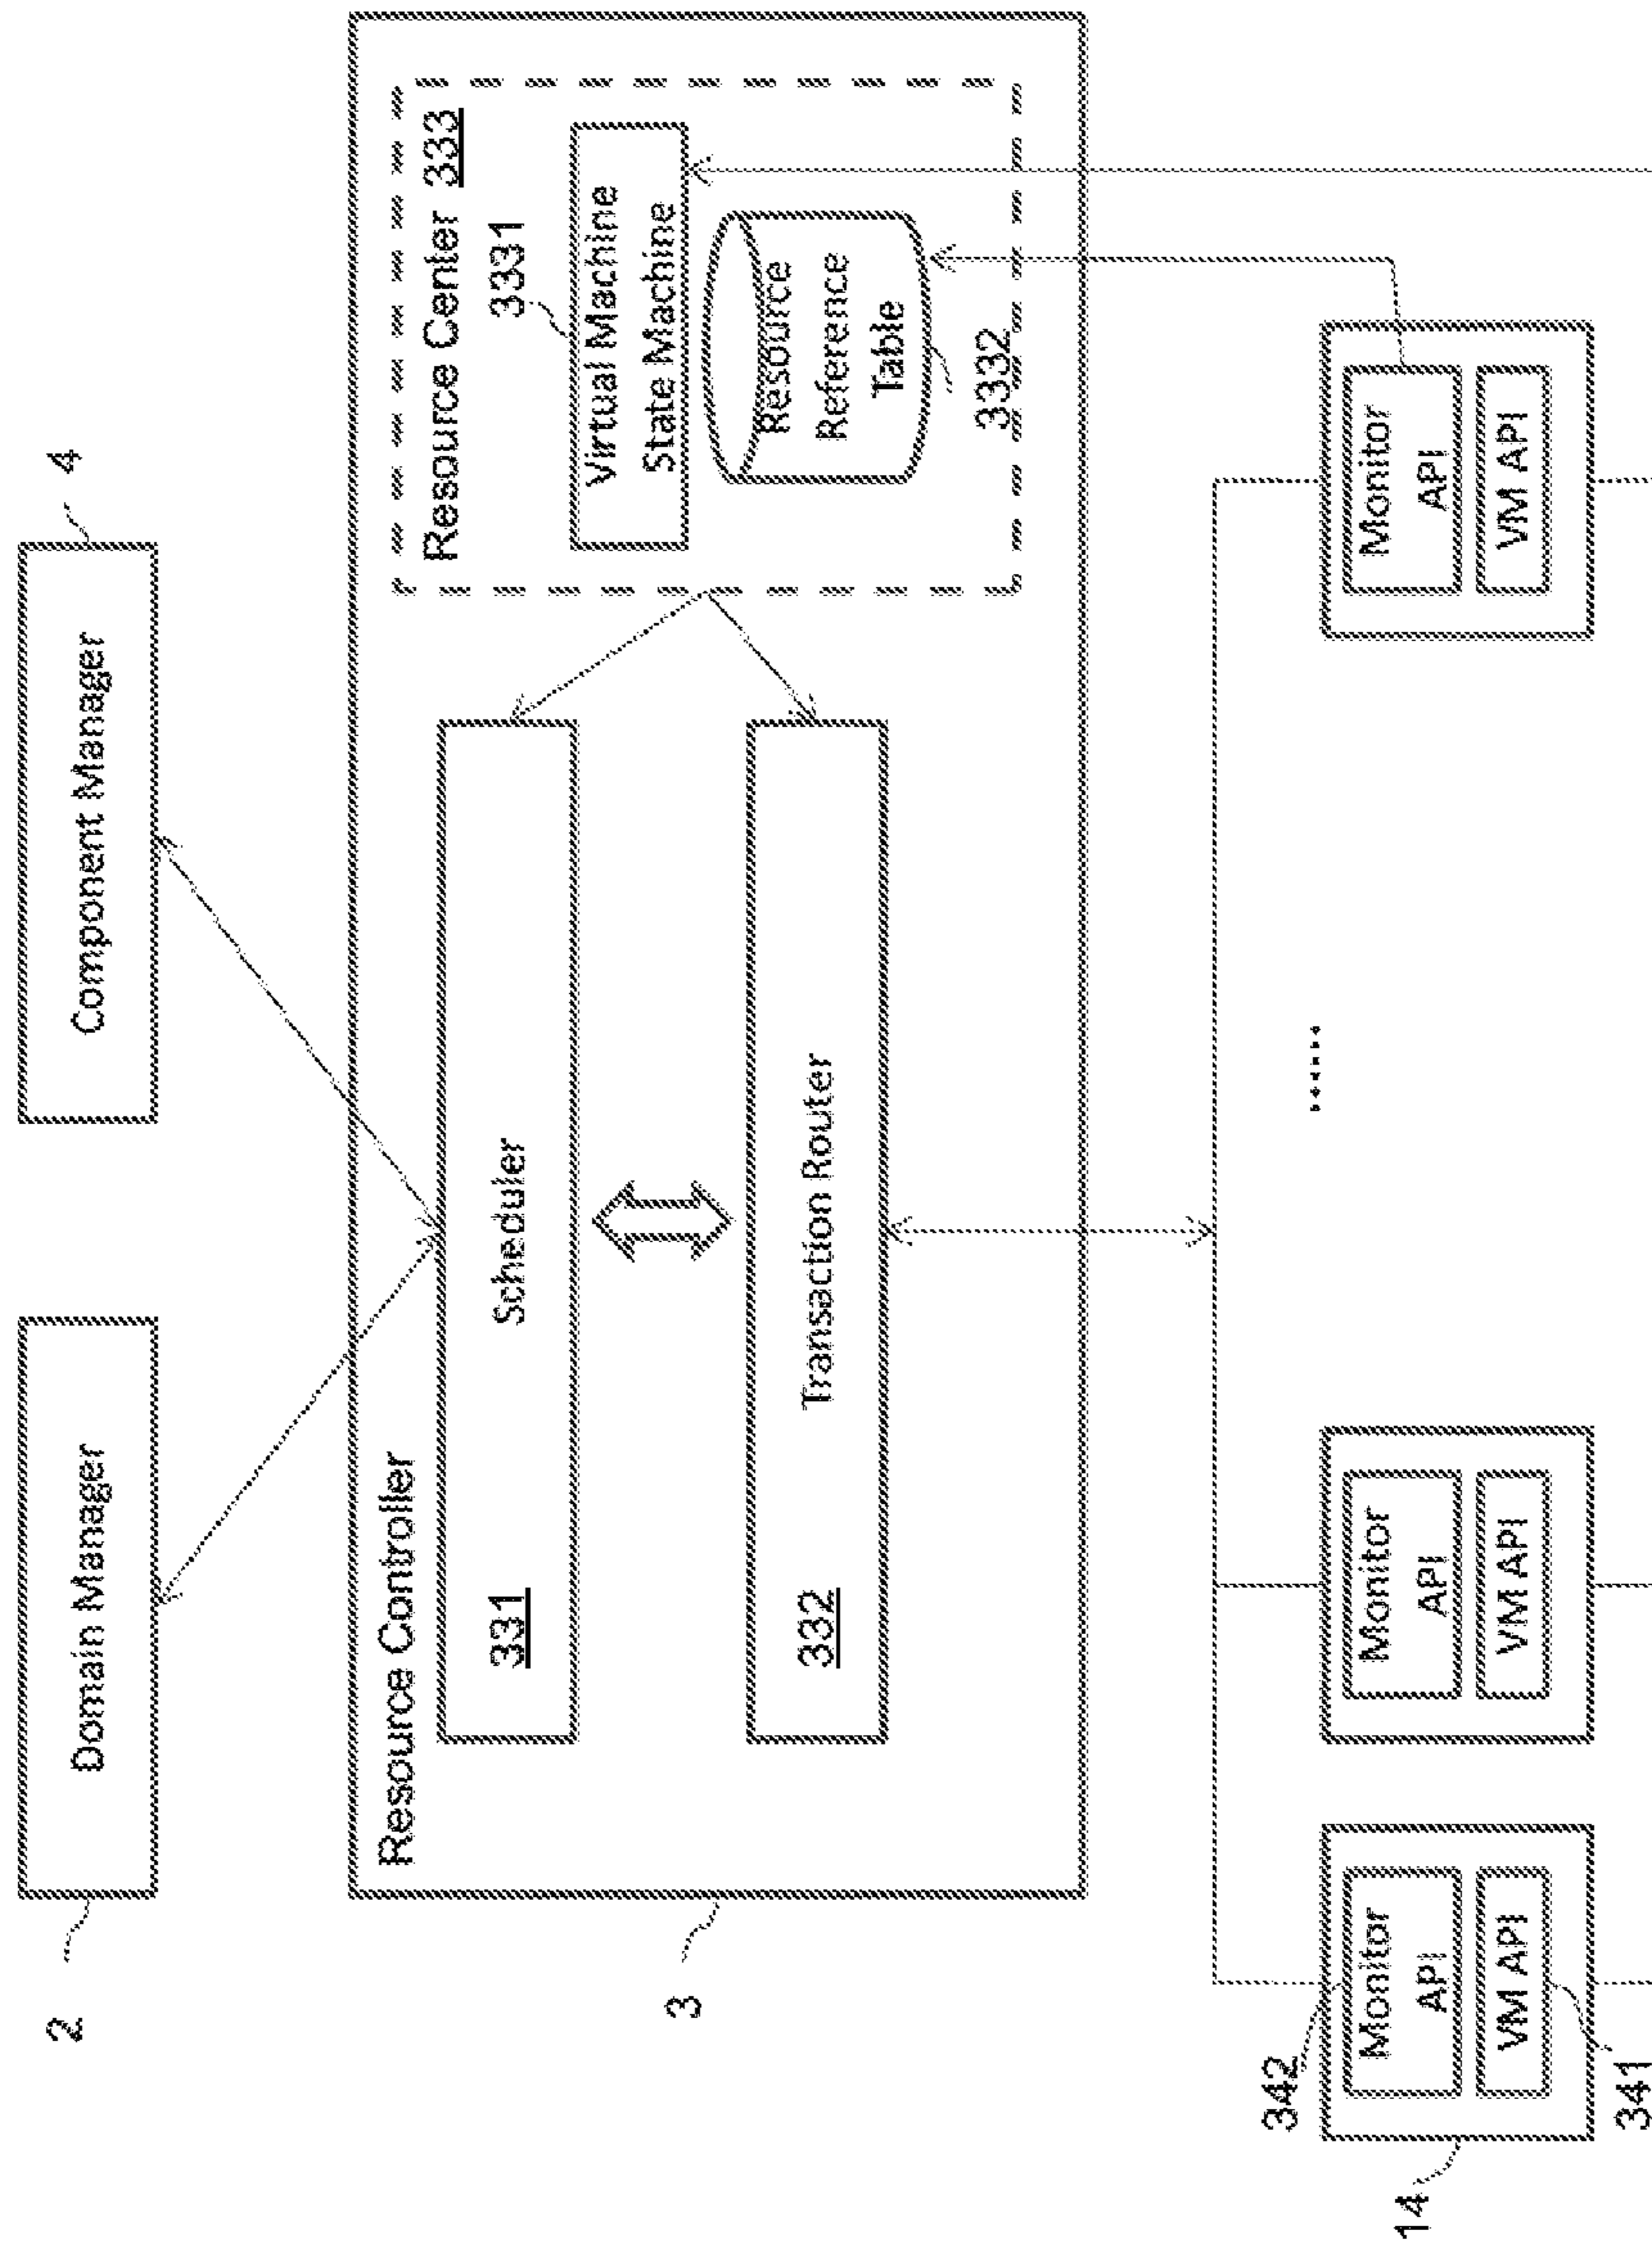 2
Domain Manager
Component Manager
4
Resource Controller
331
Scheduler
332
Transaction Router
3
Resource Center 333
3331
Virtual Machine
State Machine
Resource
Reference
Table
3332
342
Monitor
API
VM API
341
14
Monitor
API
VM API
......
Monitor
API
VM API